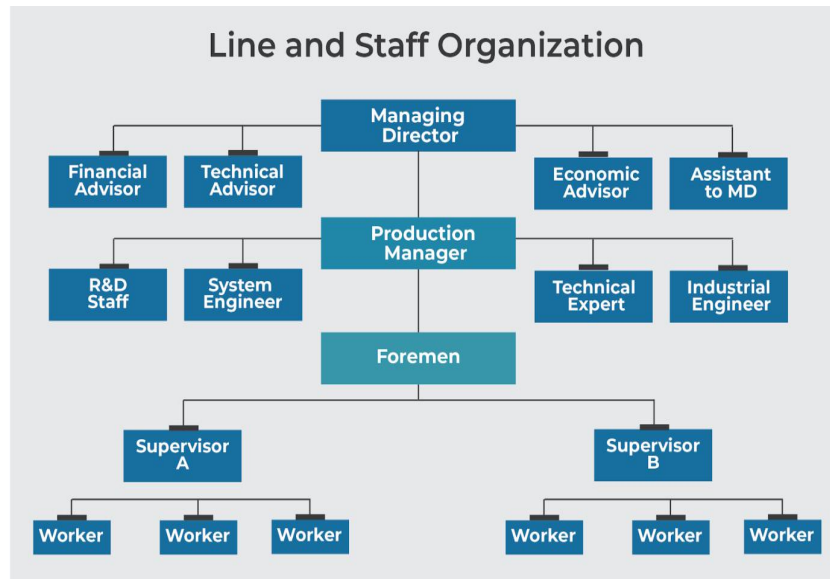 Line and Staff Organization
Managing
Director
Financial
Advisor
Technical
Advisor
Economic
Advisor
Assistant
to MD
Production
Manager
R&D
Staff
System
Engineer
Technical
Expert
Industrial
Engineer
Foremen
Supervisor
A
Supervisor
B
Worker
Worker
Worker
Worker
Worker
Worker